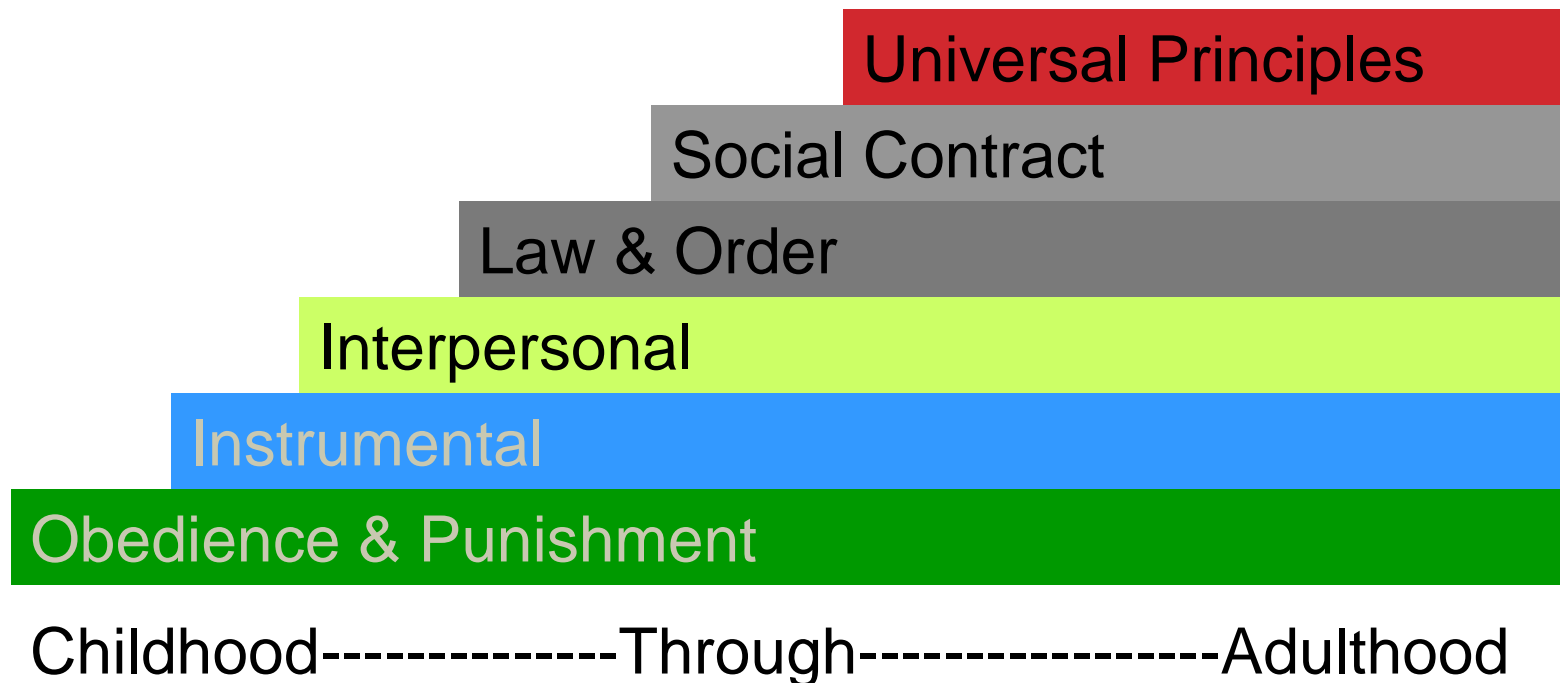 Universal Principles
Social Contract
Law & Order
Interpersonal
Instrumental
Obedience & Punishment
Childhood--------------Through-----------------Adulthood